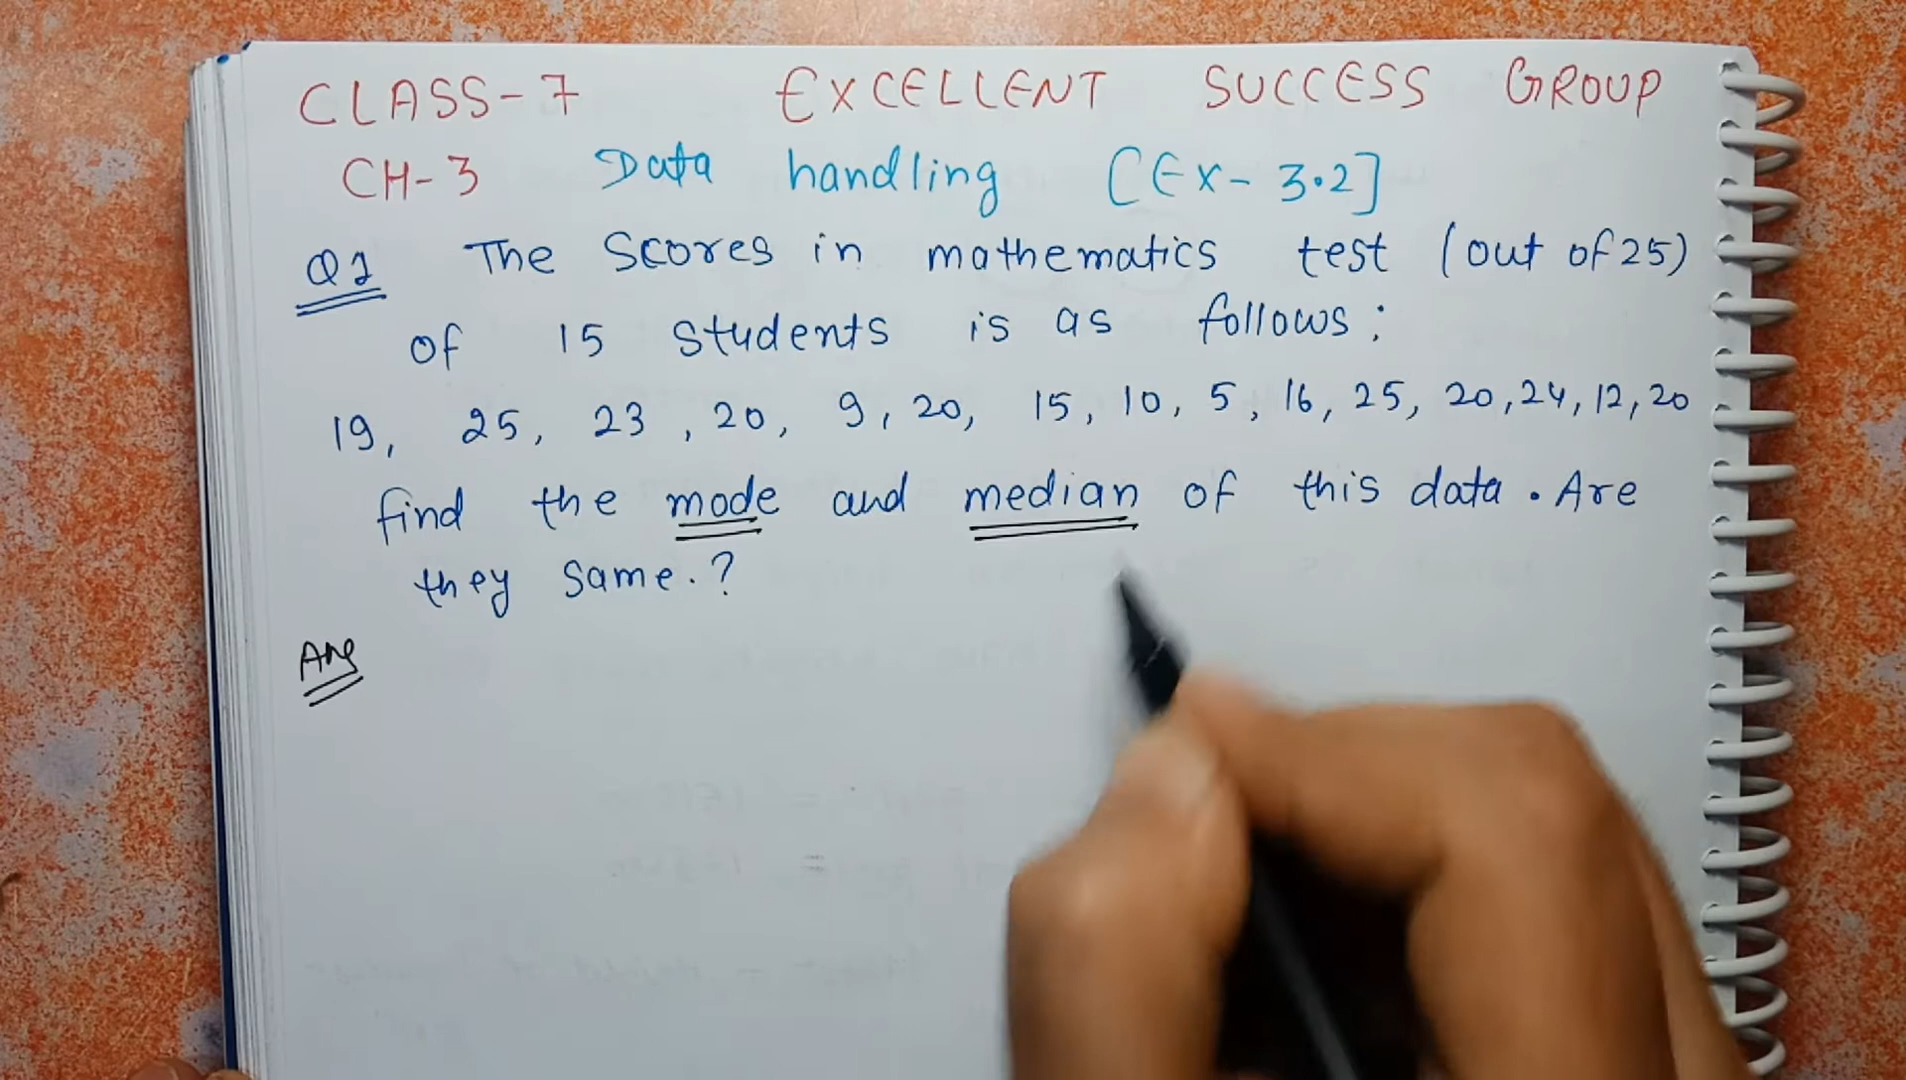 CLASS-7 EXCELLENT SUCCESS GROUP
CH-3 Data handling [EX-3.2]
Q1 The Scores in mathematics test (out of 25)
of 15 students is as follows:
19, 25, 23, 20, 9, 20, 15, 10, 5, 16, 25, 20, 24, 12, 20
find the mode and median of this data. Are
they same.?
Ans